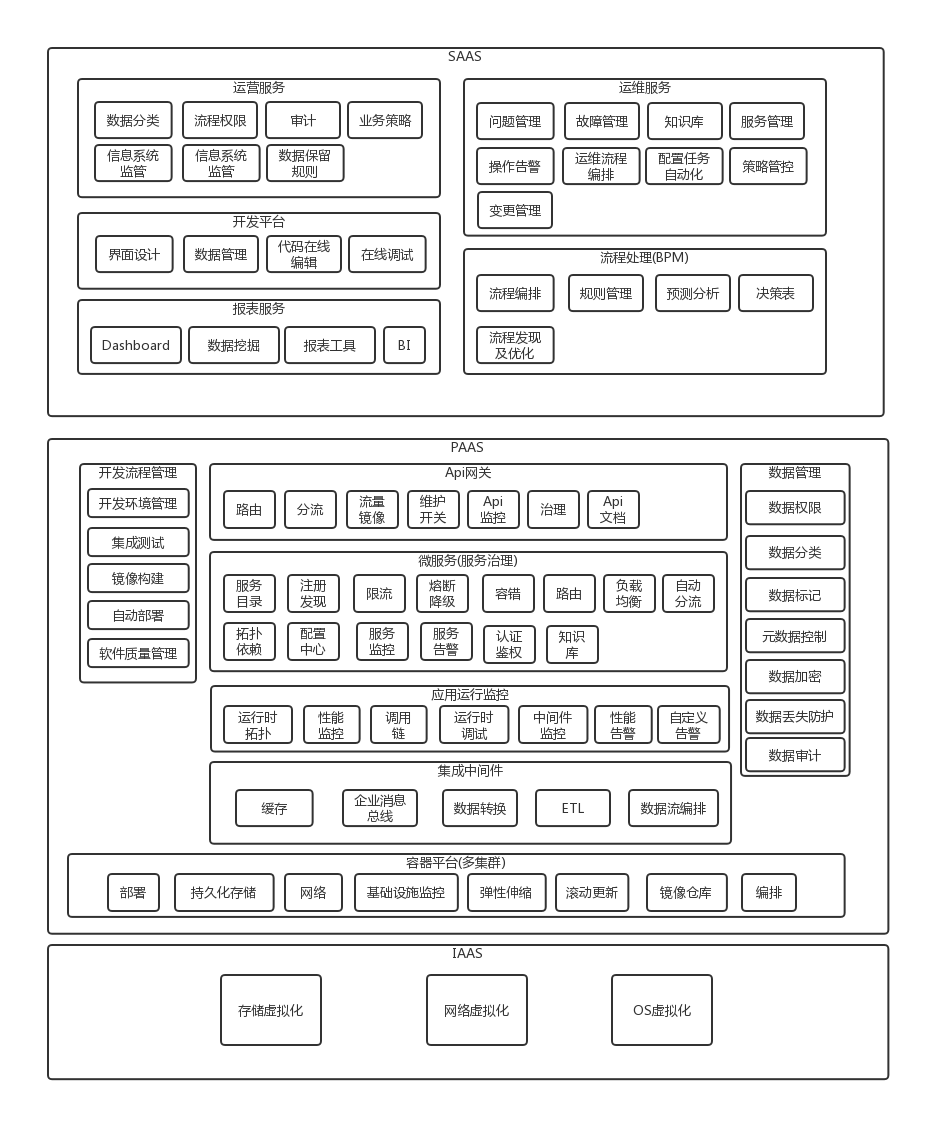 SAAS
运营服务
数据分类
流程权限
审计
业务策略
信息系统
监管
信息系统
监管
数据保留
规则
开发平台
界面设计
数据管理
代码在线
编辑
在线调试
报表服务
Dashboard
数据挖掘
报表工具
BI
运维服务
问题管理
故障管理
知识库
服务管理
操作告警
运维流程
编排
配置任务
自动化
策略管控
变更管理
流程处理(BPM)
流程编排
规则管理
预测分析
决策表
流程发现
及优化
PAAS
开发流程管理
开发环境管理
集成测试
镜像构建
自动部署
软件质量管理
Api网关
路由
分流
流量
镜像
维护
开关
Api
监控
治理
Api
文档
微服务(服务治理)
服务
目录
注册
发现
限流
熔断
降级
容错
路由
负载
均衡
自动
分流
拓扑
依赖
配置
中心
服务
监控
服务
告警
认证
鉴权
知识
库
应用运行监控
运行时
拓扑
性能
监控
调用
链
运行时
调试
中间件
监控
性能
告警
自定义
告警
集成中间件
缓存
企业消息
总线
数据转换
ETL
数据流编排
数据管理
数据权限
数据分类
数据标记
元数据控制
数据加密
数据丢失防护
数据审计
容器平台(多集群)
部署
持久化存储
网络
基础设施监控
弹性伸缩
滚动更新
镜像仓库
编排
IAAS
存储虚拟化
网络虚拟化
OS虚拟化